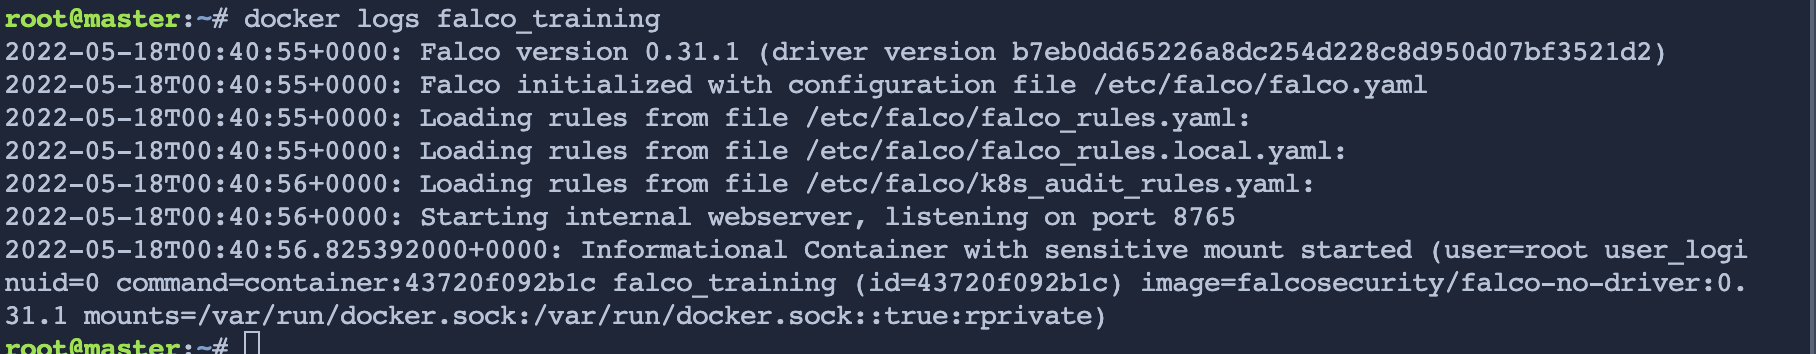 root@master:~# docker logs falco_training
2022-05-18T00:40:55+0000: Falco version 0.31.1 (driver version b7eb0dd65226a8dc254d228c8d950d07bf3521d2)
2022-05-18T00:40:55+0000: Falco initialized with configuration file /etc/falco/falco.yaml
2022-05-18T00:40:55+0000: Loading rules from file /etc/falco/falco_rules.yaml:
2022-05-18T00:40:55+0000: Loading rules from file /etc/falco/falco_rules.local.yaml:
2022-05-18T00:40:56+0000: Loading rules from file /etc/falco/k8s_audit_rules.yaml:
2022-05-18T00:40:56+0000: Starting internal webserver, listening on port 8765
2022-05-18T00:40:56.825392000+0000: Informational Container with sensitive mount started (user=root user_logi
nuid=0 command=container:43720f092b1c falco_training (id=43720f092b1c) image=falcosecurity/falco-no-driver:0.
31.1 mounts=/var/run/docker.sock:/var/run/docker.sock::true:rprivate)
root@master:~#